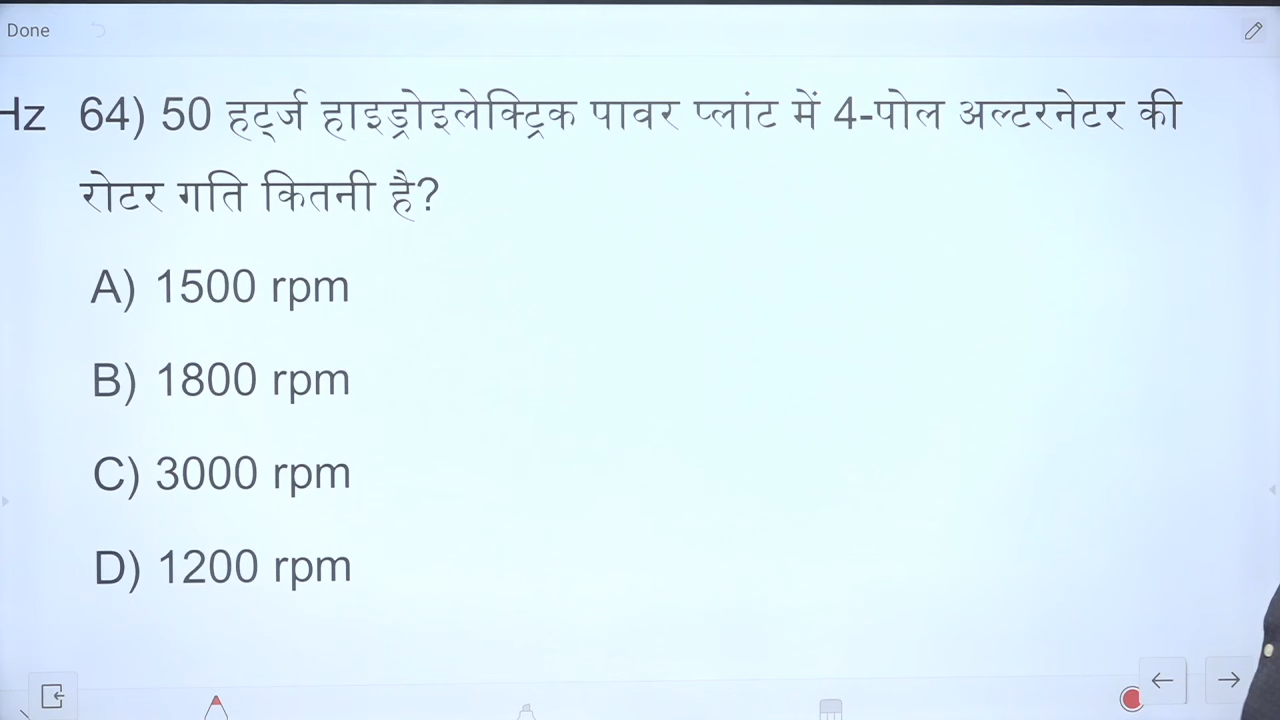 Done
Hz 64) 50 हर्ट्ज हाइड्रोइलेक्ट्रिक पावर प्लांट में 4-पोल अल्टरनेटर की
रोटर गति कितनी है?
A) 1500 rpm
B) 1800 rpm
C) 3000 rpm
D) 1200 rpm